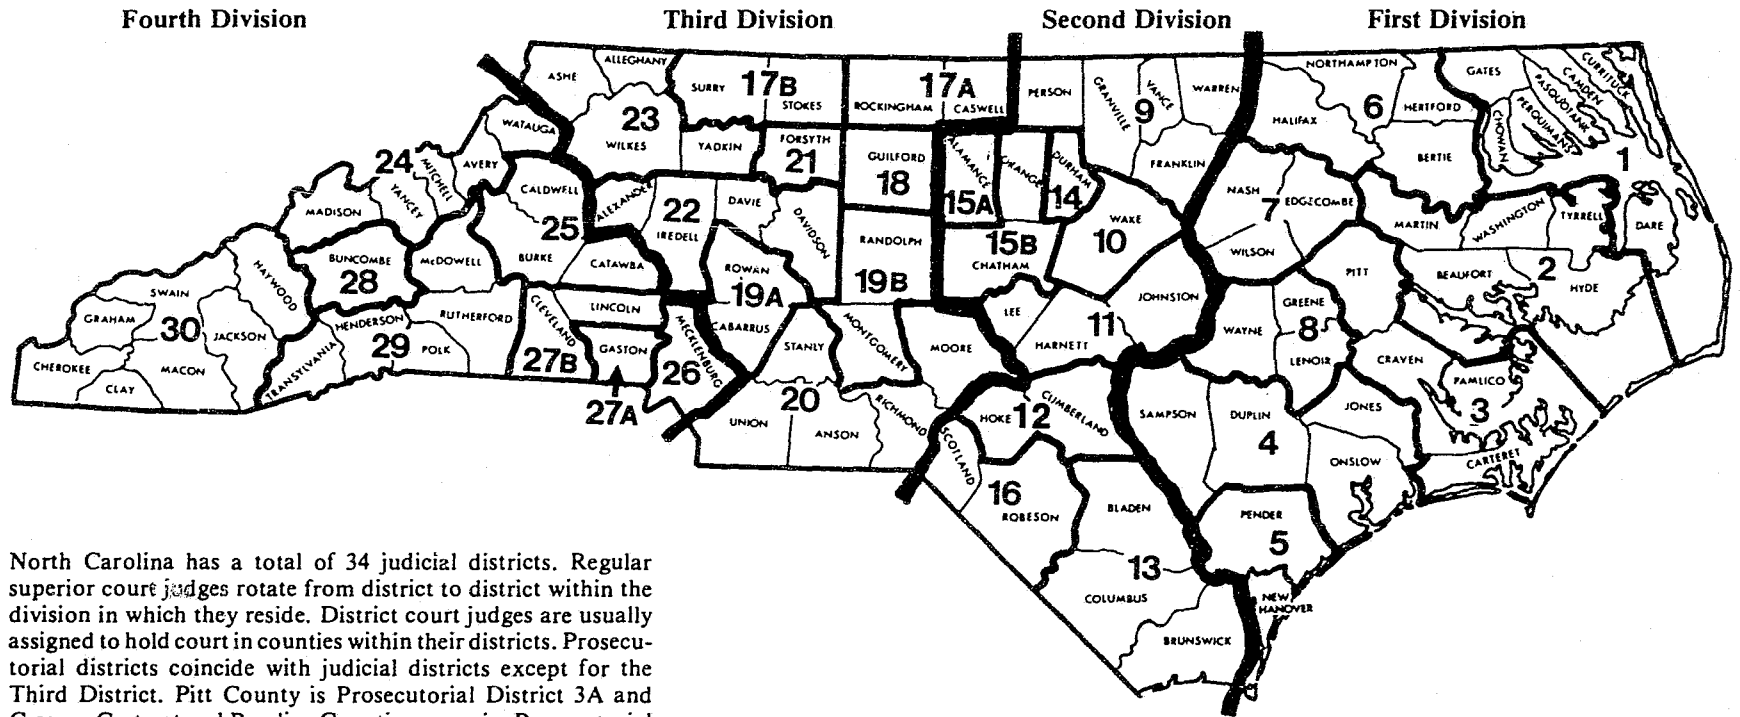 Fourth Division Third Division Second Division First Division
ASHE
ALLEGHANY
SURRY
17B
STOKES
ROCKINGHAM
17A
CASWELL
PERSON
GRANVILLE
VANCE
9
WARREN
NORTHAMPTON
6
HERTFORD
GATES
CURRITUCK
CAMDEN
PASQUOTANK
PERQUIMANS
CHOWAN
1
HALIFAX
BERTIE
WATAUGA
23
WILKES
YADKIN
FORSYTH
21
GUILFORD
18
ALAMANCE
15A
ORANGE
DURHAM
14
FRANKLIN
NASH
7
EDGECOMBE
WILSON
MARTIN
WASHINGTON
TYRRELL
DARE
24
MITCHELL
AVERY
YANCEY
MADISON
CALDWELL
25
ALEXANDER
22
IREDELL
DAVIE
DAVIDSON
RANDOLPH
19B
15B
CHATHAM
WAKE
10
PITT
BEAUFORT
2
HYDE
BUNCOMBE
28
McDOWELL
BURKE
CATAWBA
ROWAN
19A
CABARRUS
HAYWOOD
SWAIN
GRAHAM
30
JACKSON
CHEROKEE
CLAY
MACON
TRANSYLVANIA
HENDERSON
29
POLK
RUTHERFORD
CLEVELAND
27B
LINCOLN
GASTON
27A
MECKLENBURG
26
STANLY
MONTGOMERY
MOORE
LEE
HARNETT
11
JOHNSTON
WAYNE
GREENE
8
LENOIR
CRAVEN
PAMLICO
3
JONES
CARTERET
UNION
20
ANSON
RICHMOND
SCOTLAND
HOKE
12
CUMBERLAND
SAMPSON
DUPLIN
4
ONSLOW
16
ROBESON
BLADEN
PENDER
5
13
COLUMBUS
BRUNSWICK
NEW
HANOVER
North Carolina has a total of 34 judicial districts. Regular
superior court judges rotate from district to district within the
division in which they reside. District court judges are usually
assigned to hold court in counties within their districts. Prosecu-
torial districts coincide with judicial districts except for the
Third District. Pitt County is Prosecutorial District 3A and